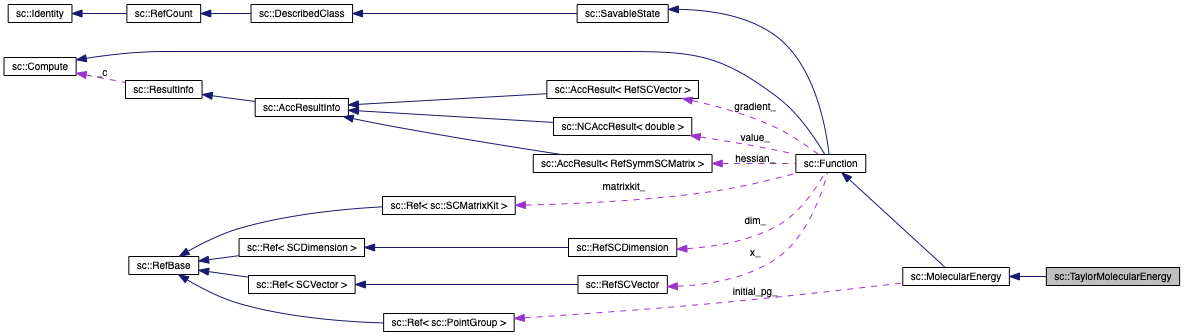 sc::Identity
sc::RefCount
sc::DescribedClass
sc::SavableState
sc::Compute
_c
sc::ResultInfo
sc::AccResultInfo
sc::AccResult< RefSCVector >
gradient_
sc::NCAccResult< double >
value_
sc::AccResult< RefSymmSCMatrix >
hessian_
sc::Function
matrixkit_
sc::Ref< sc::SCMatrixKit >
dim_
sc::Ref< SCDimension >
sc::RefSCDimension
x_
sc::RefBase
sc::Ref< SCVector >
sc::RefSCVector
sc::MolecularEnergy
sc::TaylorMolecularEnergy
initial_pg_
sc::Ref< sc::PointGroup >